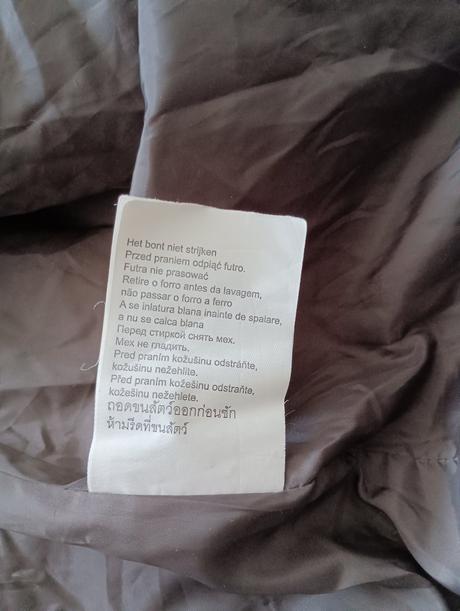 Het bont niet strijken
Przed praniem odpiąć futro.
Futra nie prasować
Retire o forro antes da lavagem,
não passar o forro a ferro
A se inlatura blana inainte de spalare,
a nu se calca blana
Перед стиркой снять мех.
Мех не гладить.
Pred praním kožušinu odstráňte,
kožušinu nežehlite.
Před praním kožešinu odstraňte,
kožešinu nežehlete.
ถอดขนสัตว์ออกก่อนซัก
ห้ามรีดที่ขนสัตว์